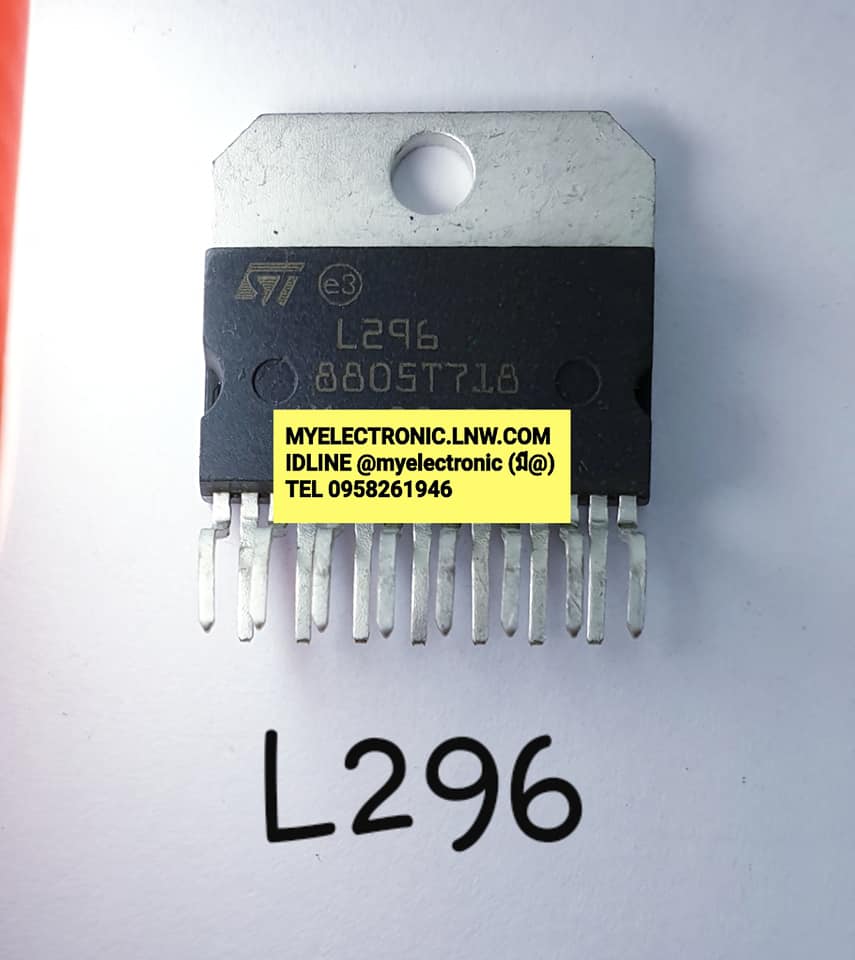 ST e3
L296
8805T718
MYELECTRONIC.LNW.COM
IDLINE @myelectronic (มี@)
TEL 0958261946
L296